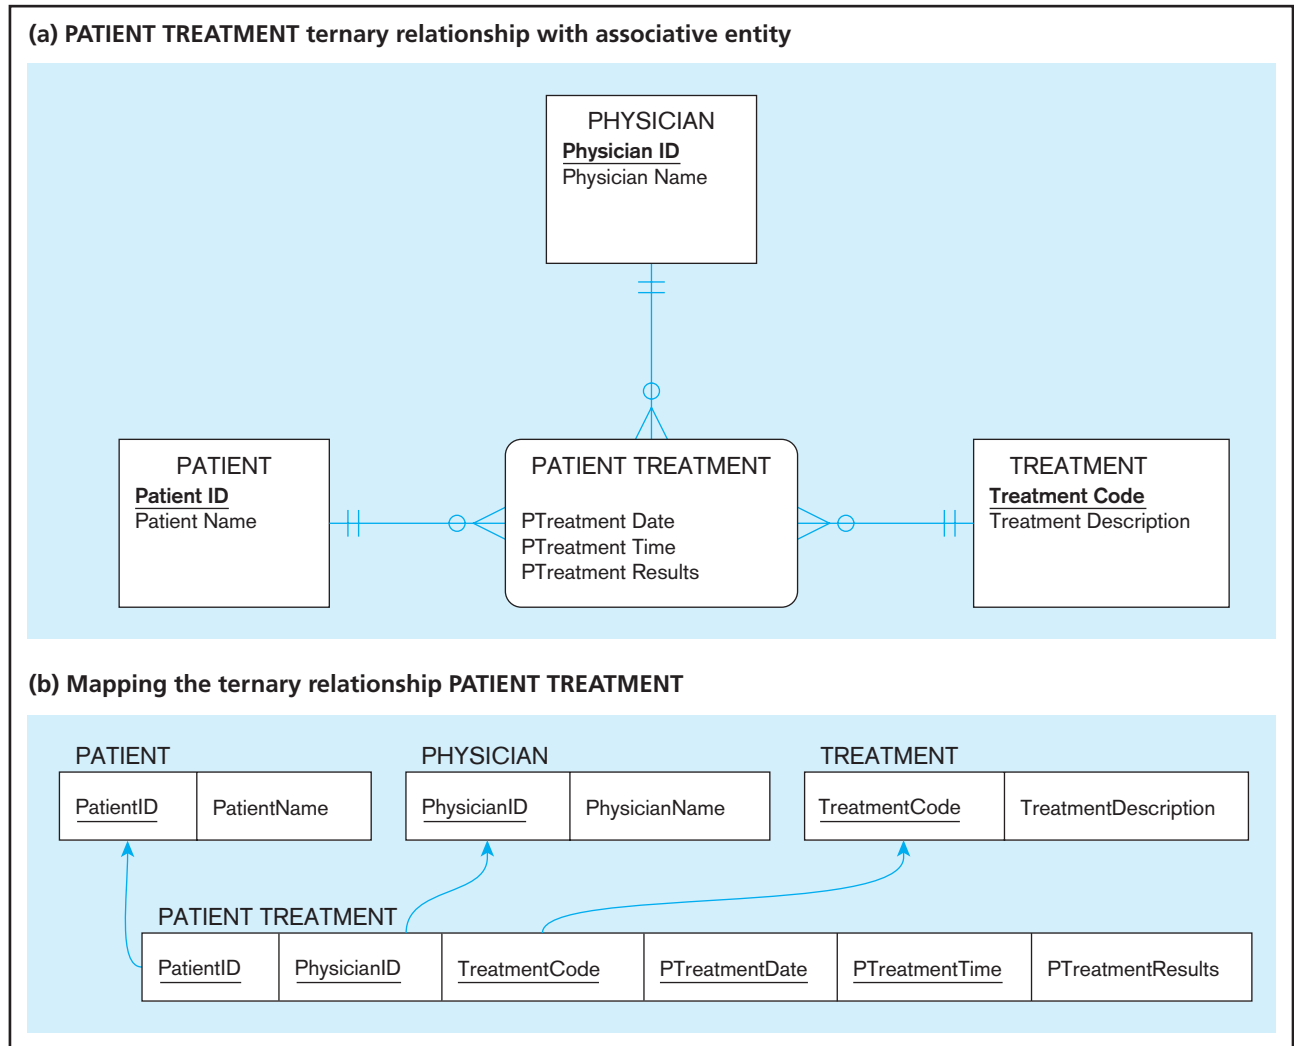 (a) PATIENT TREATMENT ternary relationship with associative entity
PHYSICIAN
Physician ID
Physician Name
PATIENT
Patient ID
Patient Name
PATIENT TREATMENT
PTreatment Date
PTreatment Time
PTreatment Results
TREATMENT
Treatment Code
Treatment Description
(b) Mapping the ternary relationship PATIENT TREATMENT
PATIENT
PatientID PatientName
PHYSICIAN
PhysicianID PhysicianName
TREATMENT
TreatmentCode TreatmentDescription
PATIENT TREATMENT
PatientID PhysicianID TreatmentCode PTreatmentDate PTreatmentTime PTreatmentResults